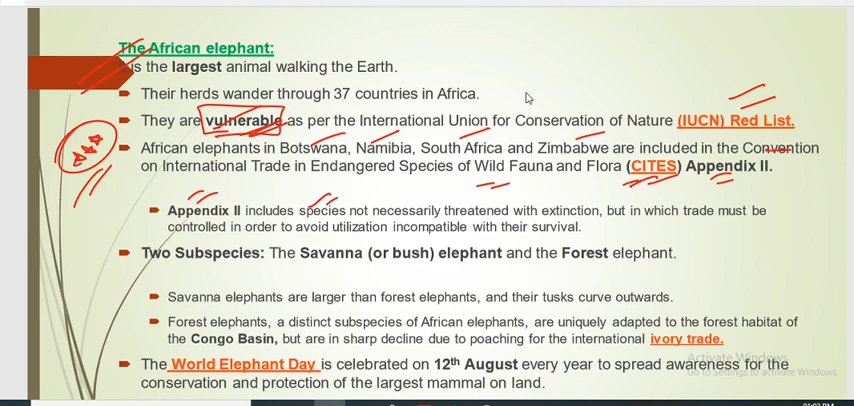 The African elephant:
is the largest animal walking the Earth.
Their herds wander through 37 countries in Africa.
They are vulnerable as per the International Union for Conservation of Nature (IUCN) Red List.
African elephants in Botswana, Namibia, South Africa and Zimbabwe are included in the Convention
on International Trade in Endangered Species of Wild Fauna and Flora (CITES) Appendix II.
Appendix II includes species not necessarily threatened with extinction, but in which trade must be
controlled in order to avoid utilization incompatible with their survival.
Two Subspecies: The Savanna (or bush) elephant and the Forest elephant.
Savanna elephants are larger than forest elephants, and their tusks curve outwards.
Forest elephants, a distinct subspecies of African elephants, are uniquely adapted to the forest habitat of
the Congo Basin, but are in sharp decline due to poaching for the international ivory trade.
Activate Windows
The World Elephant Day is celebrated on 12th August every year to spread awareness for the
Go to Settings to activate Windows.
conservation and protection of the largest mammal on land.